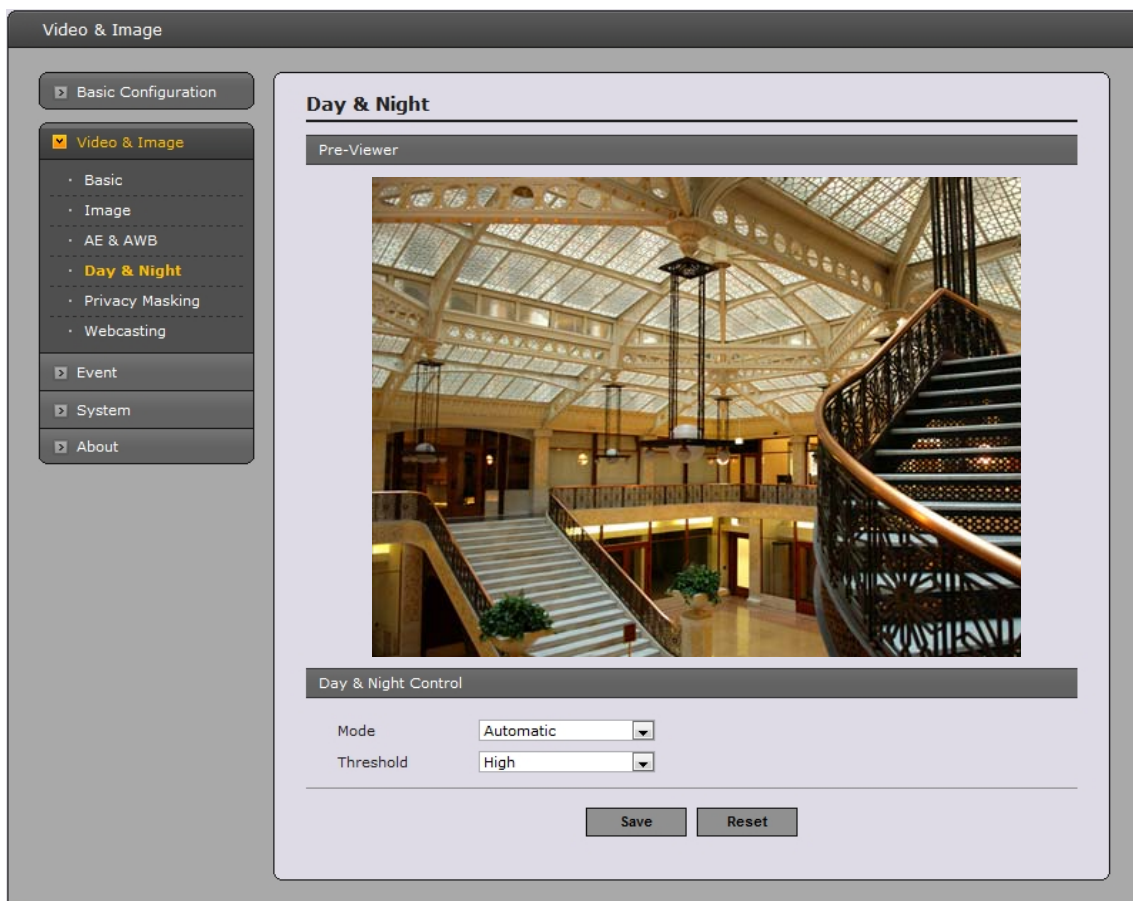 Video & Image
Basic Configuration
Video & Image
· Basic
· Image
· AE & AWB
· Day & Night
· Privacy Masking
· Webcasting
Event
System
About
Day & Night
Pre-Viewer
Day & Night Control
Mode Automatic
Threshold High
Save Reset